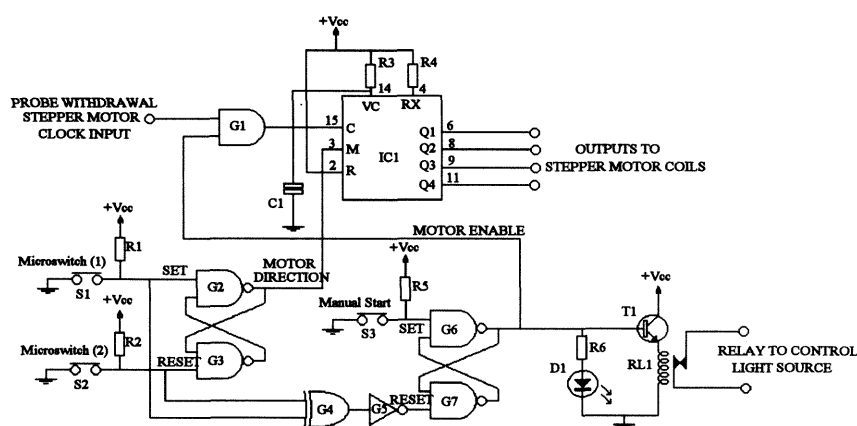 +Vcc
R3
R4
14
4
VC
RX
PROBE WITHDRAWAL
STEPPER MOTOR
CLOCK INPUT
G1
15
C
3
M
2
R
IC1
Q1
6
Q2
8
Q3
9
Q4
11
OUTPUTS TO
STEPPER MOTOR COILS
C1
MOTOR ENABLE
+Vcc
R1
Microswitch (1)
S1
SET
G2
MOTOR
DIRECTION
+Vcc
R5
Manual Start
S3
SET
G6
+Vcc
T1
+Vcc
R2
Microswitch (2)
S2
RESET
G3
G4
G5
RESET
G7
R6
D1
RL1
RELAY TO CONTROL
LIGHT SOURCE